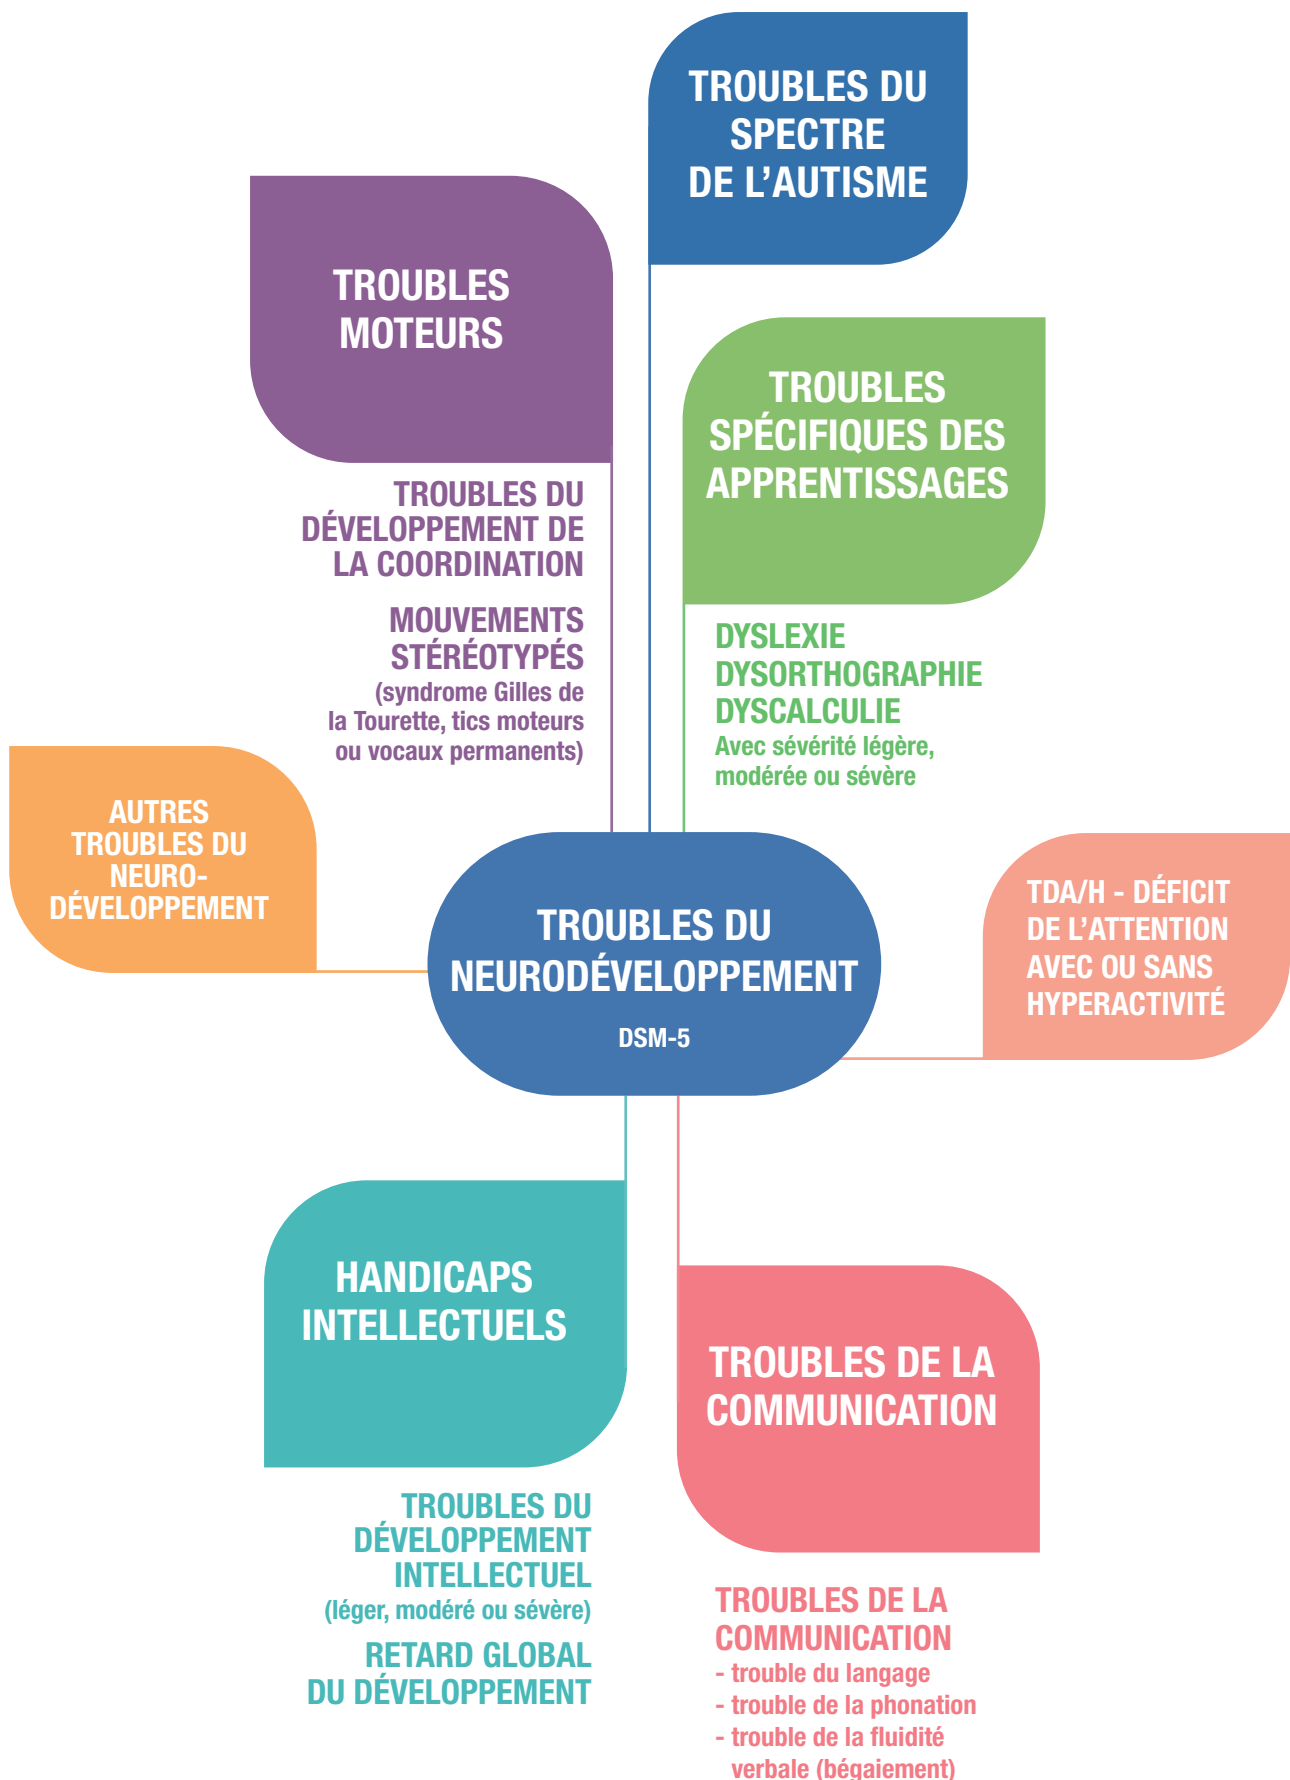 TROUBLES DU
SPECTRE
DE L’AUTISME
TROUBLES
MOTEURS
TROUBLES DU
DÉVELOPPEMENT DE
LA COORDINATION
MOUVEMENTS
STÉRÉOTYPÉS
(syndrome Gilles de
la Tourette, tics moteurs
ou vocaux permanents)
TROUBLES
SPÉCIFIQUES DES
APPRENTISSAGES
DYSLEXIE
DYSORTHOGRAPHIE
DYSCALCULIE
Avec sévérité légère,
modérée ou sévère
AUTRES
TROUBLES DU
NEURO-
DÉVELOPPEMENT
TROUBLES DU
NEURODÉVELOPPEMENT
DSM-5
TDA/H - DÉFICIT
DE L’ATTENTION
AVEC OU SANS
HYPERACTIVITÉ
HANDICAPS
INTELLECTUELS
TROUBLES DU
DÉVELOPPEMENT
INTELLECTUEL
(léger, modéré ou sévère)
RETARD GLOBAL
DU DÉVELOPPEMENT
TROUBLES DE LA
COMMUNICATION
TROUBLES DE LA
COMMUNICATION
- trouble du langage
- trouble de la phonation
- trouble de la fluidité
verbale (bégaiement)